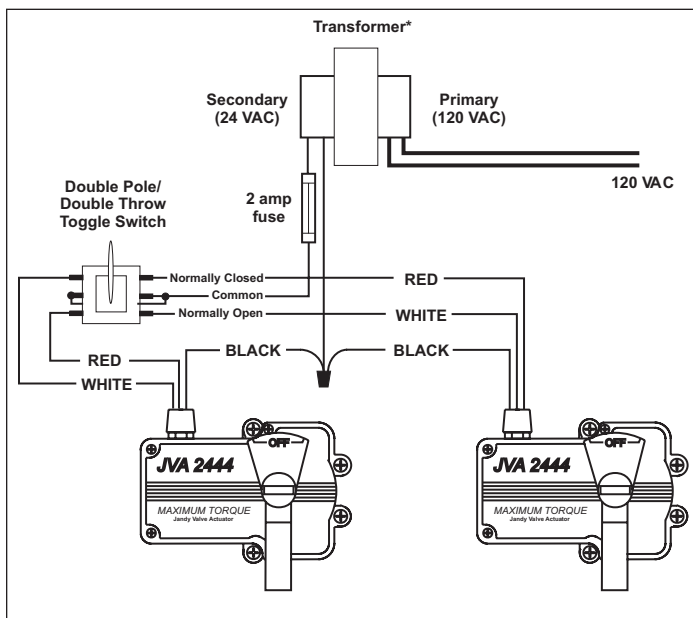 Transformer*
Secondary
(24 VAC)
Primary
(120 VAC)
120 VAC
2 amp
fuse
Double Pole/
Double Throw
Toggle Switch
Normally Closed
RED
Common
Normally Open
WHITE
RED
WHITE
BLACK
BLACK
OFF
JVA 2444
MAXIMUM TORQUE
Jandy Valve Actuator
OFF
JVA 2444
MAXIMUM TORQUE
Jandy Valve Actuator